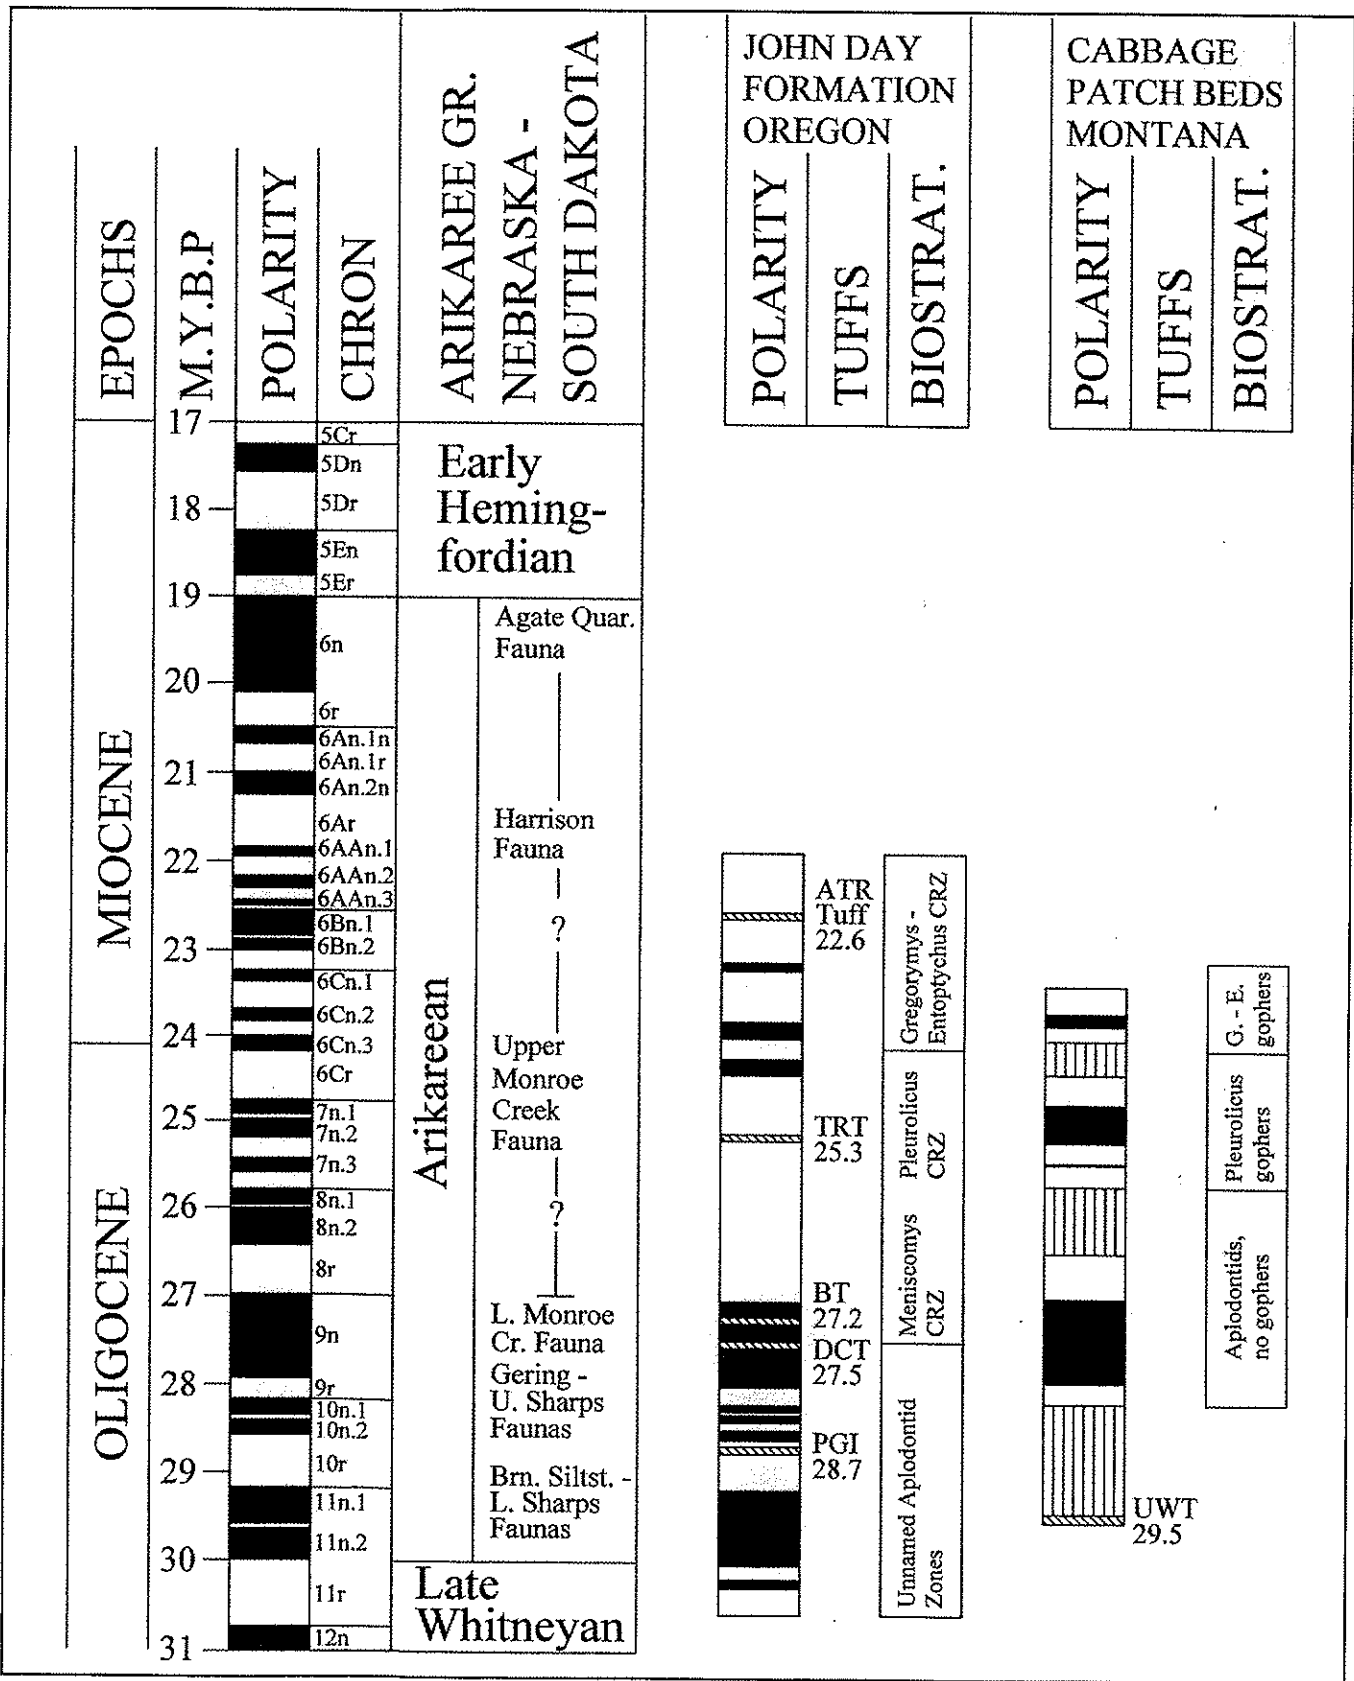 EPOCHS
M.Y.B.P
POLARITY
CHRON
ARIKAREE GR.
NEBRASKA -
SOUTH DAKOTA
JOHN DAY
FORMATION
OREGON
POLARITY
TUFFS
BIOSTRAT.
CABBAGE
PATCH BEDS
MONTANA
POLARITY
TUFFS
BIOSTRAT.
MIOCENE
OLIGOCENE
17
18
19
20
21
22
23
24
25
26
27
28
29
30
31
5Cr
5Dn
5Dr
5En
5Er
6n
6r
6An.1n
6An.1r
6An.2n
6Ar
6AAn.1
6AAn.2
6AAn.3
6Bn.1
6Bn.2
6Cn.1
6Cn.2
6Cn.3
6Cr
7n.1
7n.2
7n.3
8n.1
8n.2
8r
9n
9r
10n.1
10n.2
10r
11n.1
11n.2
11r
12n
Early
Heming-
fordian
Arikareean
Late
Whitneyan
Agate Quar.
Fauna
Harrison
Fauna
?
Upper
Monroe
Creek
Fauna
?
L. Monroe
Cr. Fauna
Gering -
U. Sharps
Faunas
Brn. Siltst. -
L. Sharps
Faunas
ATR
Tuff
22.6
TRT
25.3
BT
27.2
DCT
27.5
PGI
28.7
Gregorymys -
Entoptychus CRZ
Pleurolicus
CRZ
Meniscomys
CRZ
Unnamed Aplodontid
Zones
UWT
29.5
G. - E.
gophers
Pleurolicus
gophers
Aplodontids,
no gophers